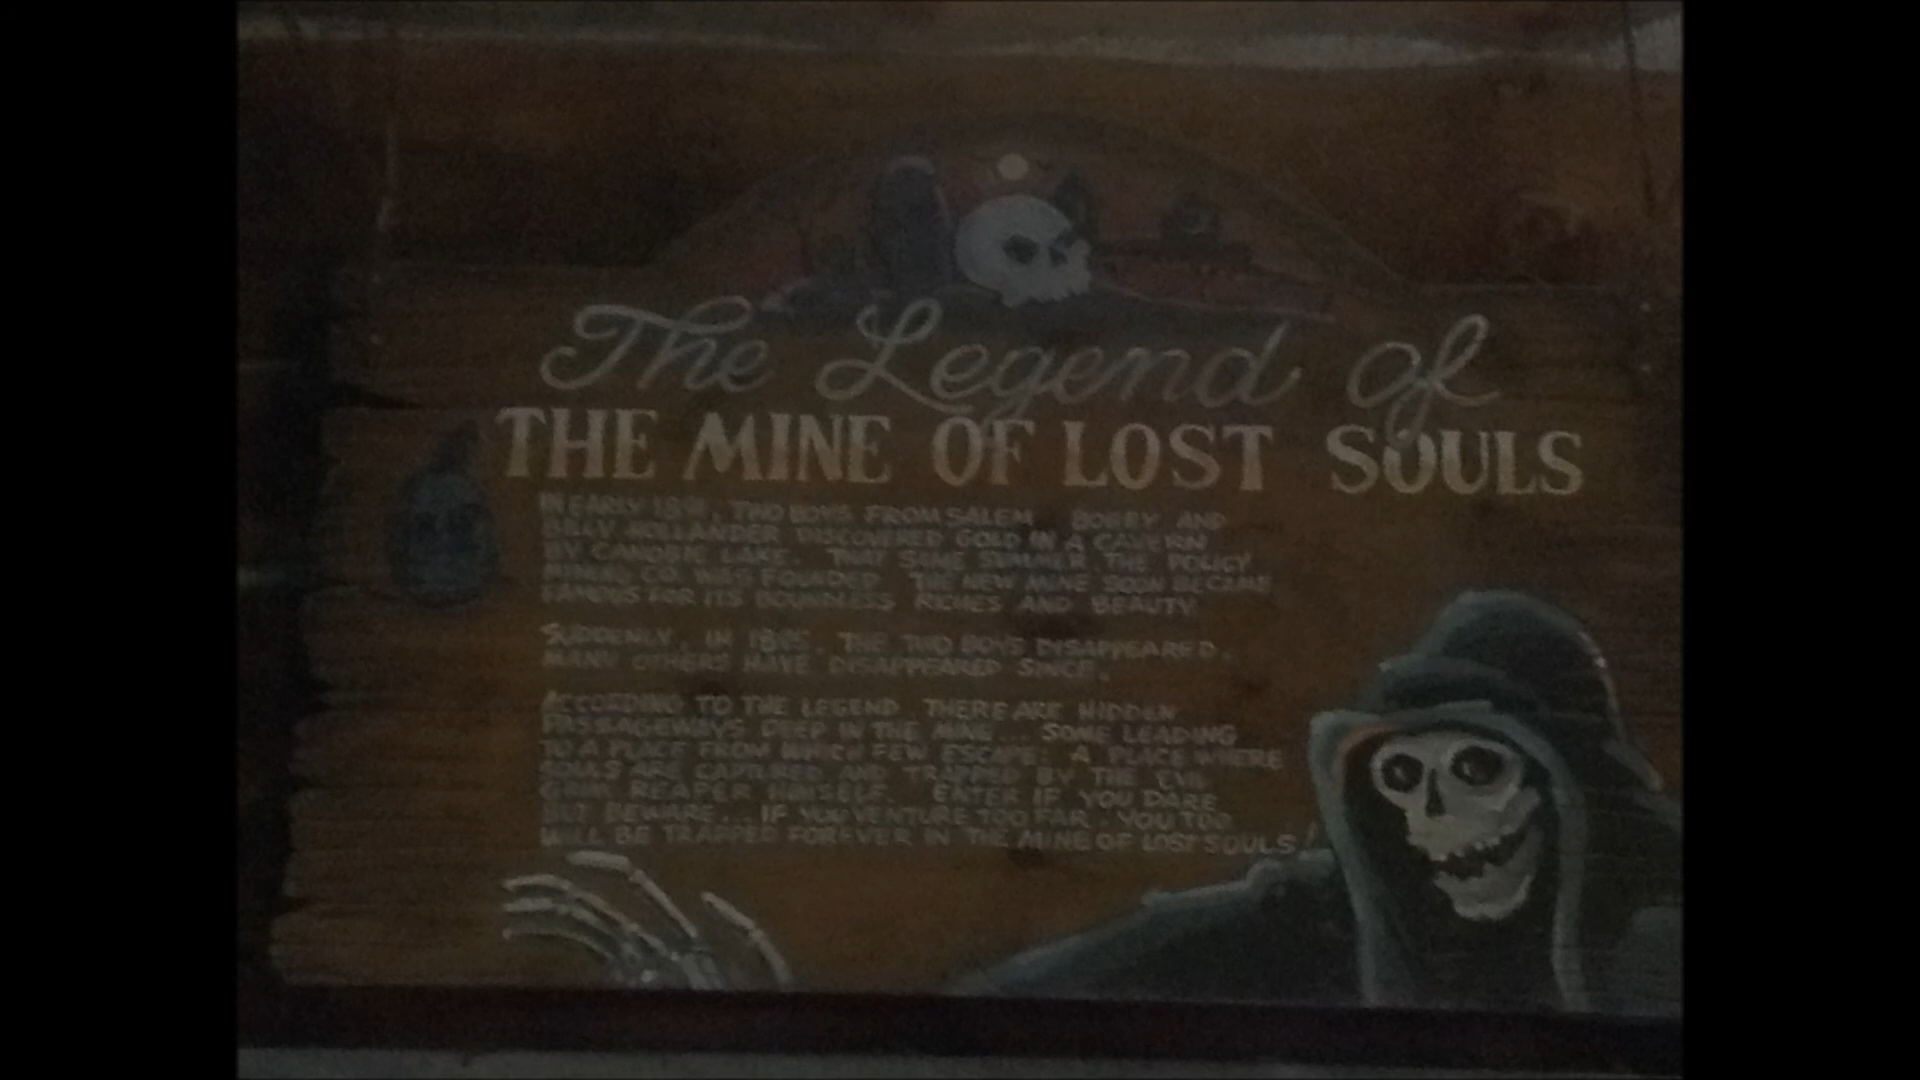 The Legend of
THE MINE OF LOST SOULS
IN EARLY TWO BOYS FROM SALEM BOBBY AND
BILLY HOLLANDER DISCOVERED GOLD IN A CAVERN
BY CANOBIE LAKE. THAT SAME SUMMER THE POLICY
MINING CO. WAS FOUNDED. THE NEW MINE SOON BECAME
FAMOUS FOR ITS BOUNDLESS RICHES AND BEAUTY.
SUDDENLY, IN THE TWO BOYS DISAPPEARED.
MANY OTHERS HAVE DISAPPEARED SINCE.
ACCORDING TO THE LEGEND THERE ARE HIDDEN
PASSAGEWAYS DEEP IN THE MINE... SOME LEADING
TO A PLACE FROM WHICH FEW ESCAPE. A PLACE WHERE
SOULS ARE CAPTURED AND TRAPPED BY THE EVIL
GRIM REAPER HIMSELF. ENTER IF YOU DARE
BUT BEWARE... IF YOU VENTURE TOO FAR, YOU TOO
WILL BE TRAPPED FOREVER IN THE MINE OF LOST SOULS!